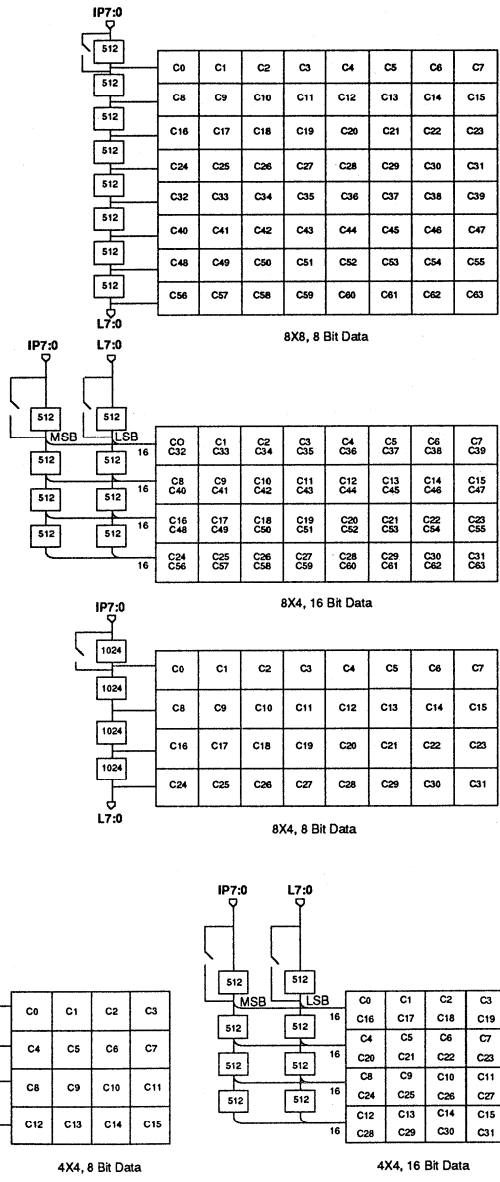 IP7:0
512
C0 C1 C2 C3 C4 C5 C6 C7
512
C8 C9 C10 C11 C12 C13 C14 C15
512
C16 C17 C18 C19 C20 C21 C22 C23
512
C24 C25 C26 C27 C28 C29 C30 C31
512
C32 C33 C34 C35 C36 C37 C38 C39
512
C40 C41 C42 C43 C44 C45 C46 C47
512
C48 C49 C50 C51 C52 C53 C54 C55
512
C56 C57 C58 C59 C60 C61 C62 C63
L7:0
8X8, 8 Bit Data
IP7:0 L7:0
512 512
MSB LSB
16
CO C1 C2 C3 C4 C5 C6 C7
C32 C33 C34 C35 C36 C37 C38 C39
512 512
16
C8 C9 C10 C11 C12 C13 C14 C15
C40 C41 C42 C43 C44 C45 C46 C47
512 512
16
C16 C17 C18 C19 C20 C21 C22 C23
C48 C49 C50 C51 C52 C53 C54 C55
512 512
16
C24 C25 C26 C27 C28 C29 C30 C31
C56 C57 C58 C59 C60 C61 C62 C63
8X4, 16 Bit Data
IP7:0
1024
C0 C1 C2 C3 C4 C5 C6 C7
1024
C8 C9 C10 C11 C12 C13 C14 C15
1024
C16 C17 C18 C19 C20 C21 C22 C23
1024
C24 C25 C26 C27 C28 C29 C30 C31
L7:0
8X4, 8 Bit Data
C0 C1 C2 C3
C4 C5 C6 C7
C8 C9 C10 C11
C12 C13 C14 C15
4X4, 8 Bit Data
IP7:0 L7:0
512 512
MSB LSB
16
C0 C1 C2 C3
C16 C17 C18 C19
512 512
16
C4 C5 C6 C7
C20 C21 C22 C23
512 512
16
C8 C9 C10 C11
C24 C25 C26 C27
512 512
16
C12 C13 C14 C15
C28 C29 C30 C31
4X4, 16 Bit Data